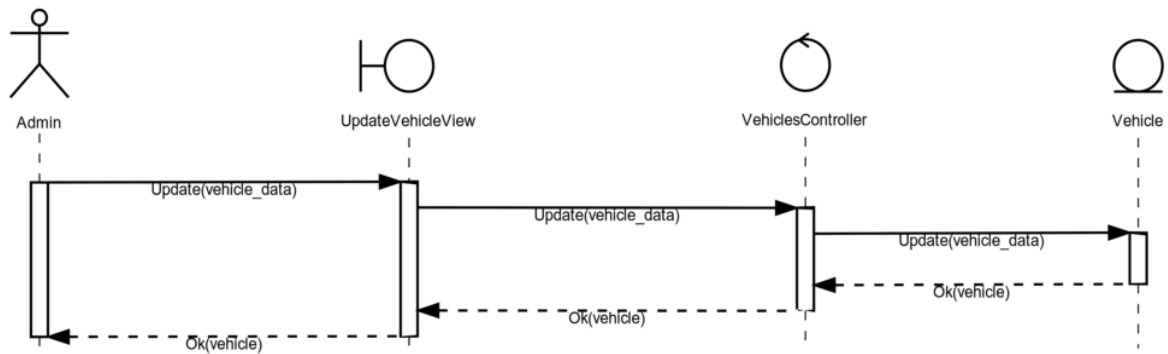 Admin
UpdateVehicleView
VehiclesController
Vehicle
Update(vehicle_data)
Update(vehicle_data)
Update(vehicle_data)
Ok(vehicle)
Ok(vehicle)
Ok(vehicle)